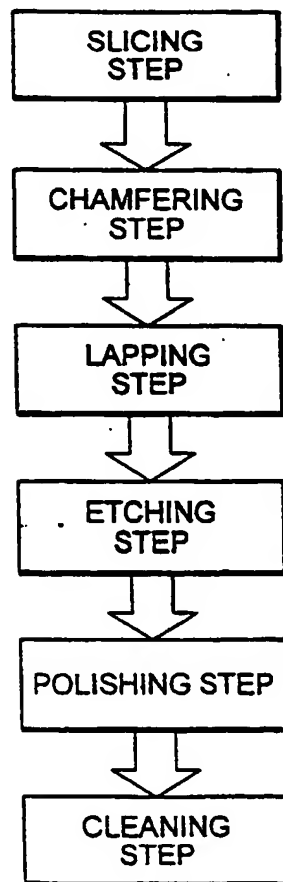 SLICING
STEP
CHAMFERING
STEP
LAPPING
STEP
ETCHING
STEP
POLISHING STEP
CLEANING
STEP